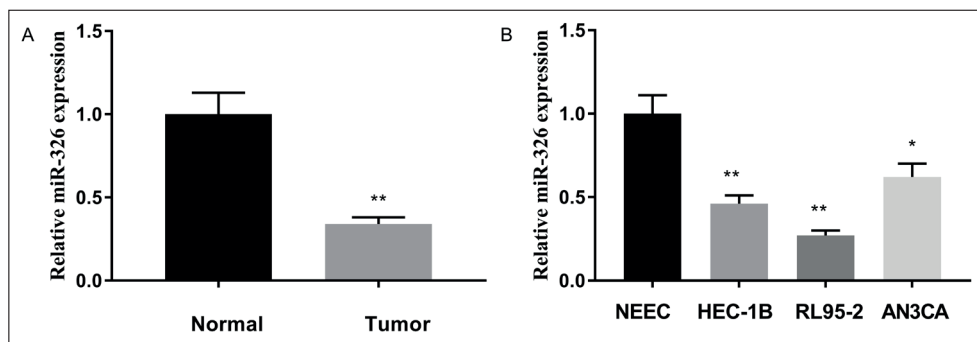 A
Relative miR-326 expression
1.5
1.0
0.5
0.0
**
Normal Tumor
B
Relative miR-326 expression
1.5
1.0
0.5
0.0
**
**
*
NEEC HEC-1B RL95-2 AN3CA